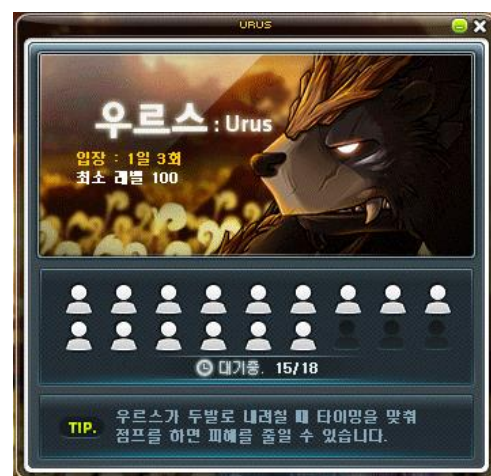 URUS
우르스 : Urus
입장 : 1일 3회
최소 레벨 100
대기중. 15/18
TIP. 우르스가 두발로 내려칠 때 타이밍을 맞춰
점프를 하면 피해를 줄일 수 있습니다.